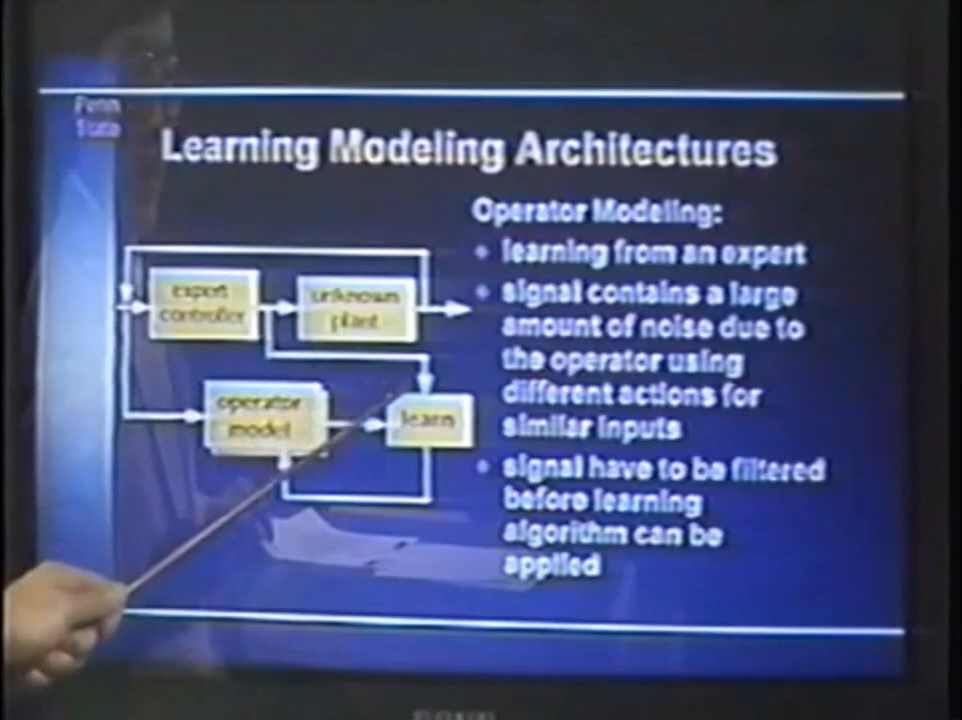 Penn
State
Learning Modeling Architectures
Operator Modeling:
• learning from an expert
• signal contains a large
amount of noise due to
the operator using
different actions for
similar inputs
• signal have to be filtered
before learning
algorithm can be
applied
expert
controller
unknown
plant
operator
model
learn